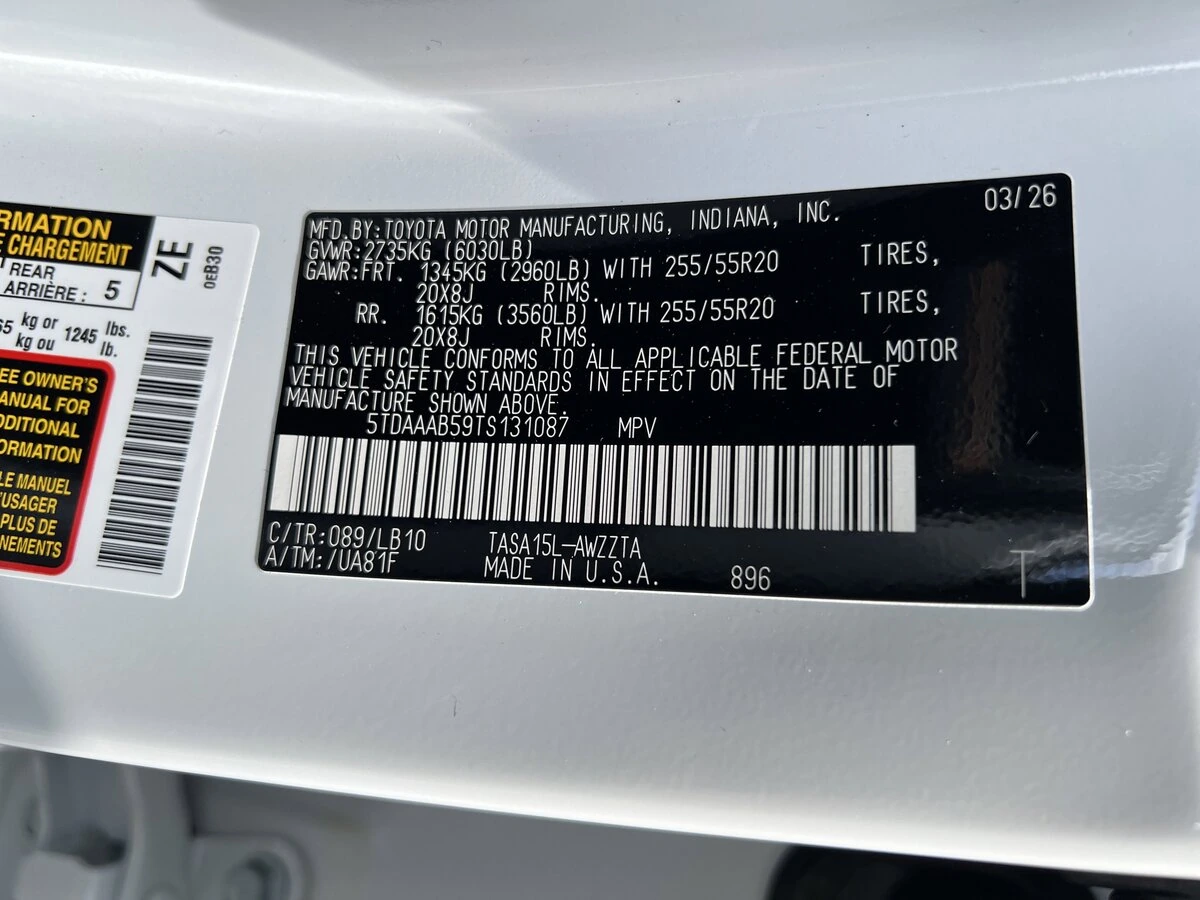 RMATION
E CHARGEMENT
REAR
ARRIÈRE : 5
kg or 1245 lbs.
kg ou lb.
EE OWNER'S
ANUAL FOR
DDITIONAL
ORMATION
LE MANUEL
'USAGER
PLUS DE
NEMENTS
ZE
0EB30
03/26
MFD.BY:TOYOTA MOTOR MANUFACTURING, INDIANA, INC.
GVWR:2735KG (6030LB)
GAWR:FRT. 1345KG (2960LB) WITH 255/55R20 TIRES,
20X8J RIMS.
RR. 1615KG (3560LB) WITH 255/55R20 TIRES,
20X8J RIMS.
THIS VEHICLE CONFORMS TO ALL APPLICABLE FEDERAL MOTOR
VEHICLE SAFETY STANDARDS IN EFFECT ON THE DATE OF
MANUFACTURE SHOWN ABOVE.
5TDAAAB59TS131087 MPV
C/TR:089/LB10 TASA15L-AWZZTA
A/TM:/UA81F MADE IN U.S.A. 896 T